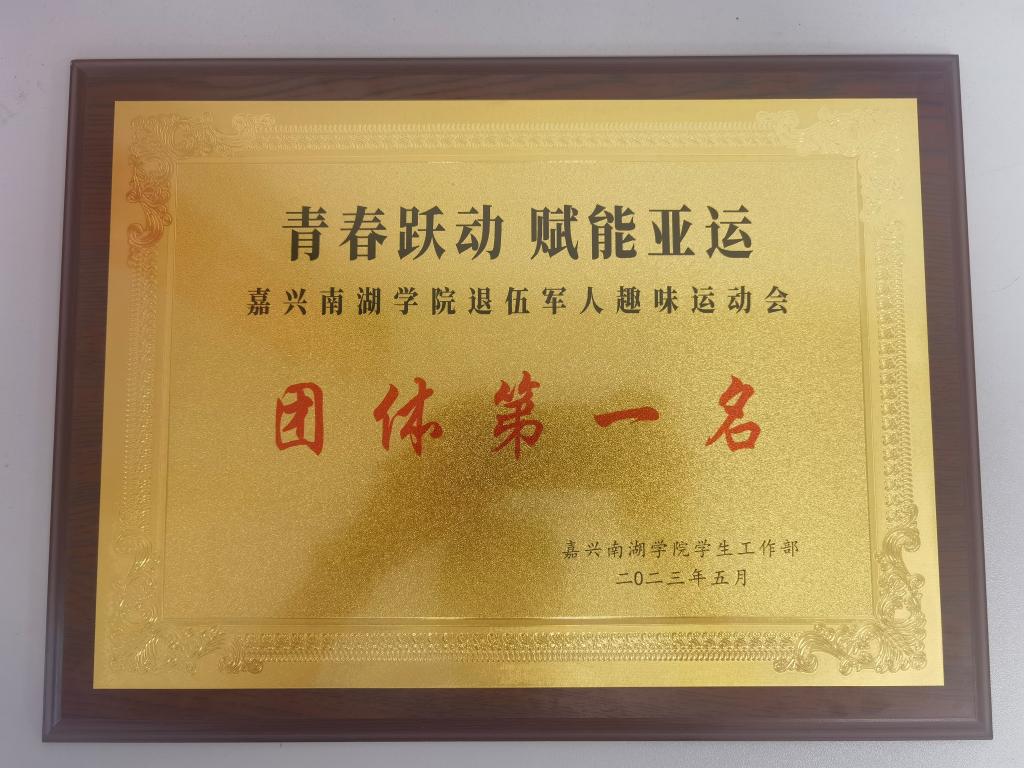 青春跃动 赋能亚运
嘉兴南湖学院退伍军人趣味运动会
团体第一名
嘉兴南湖学院学生工作部
二0二三年五月